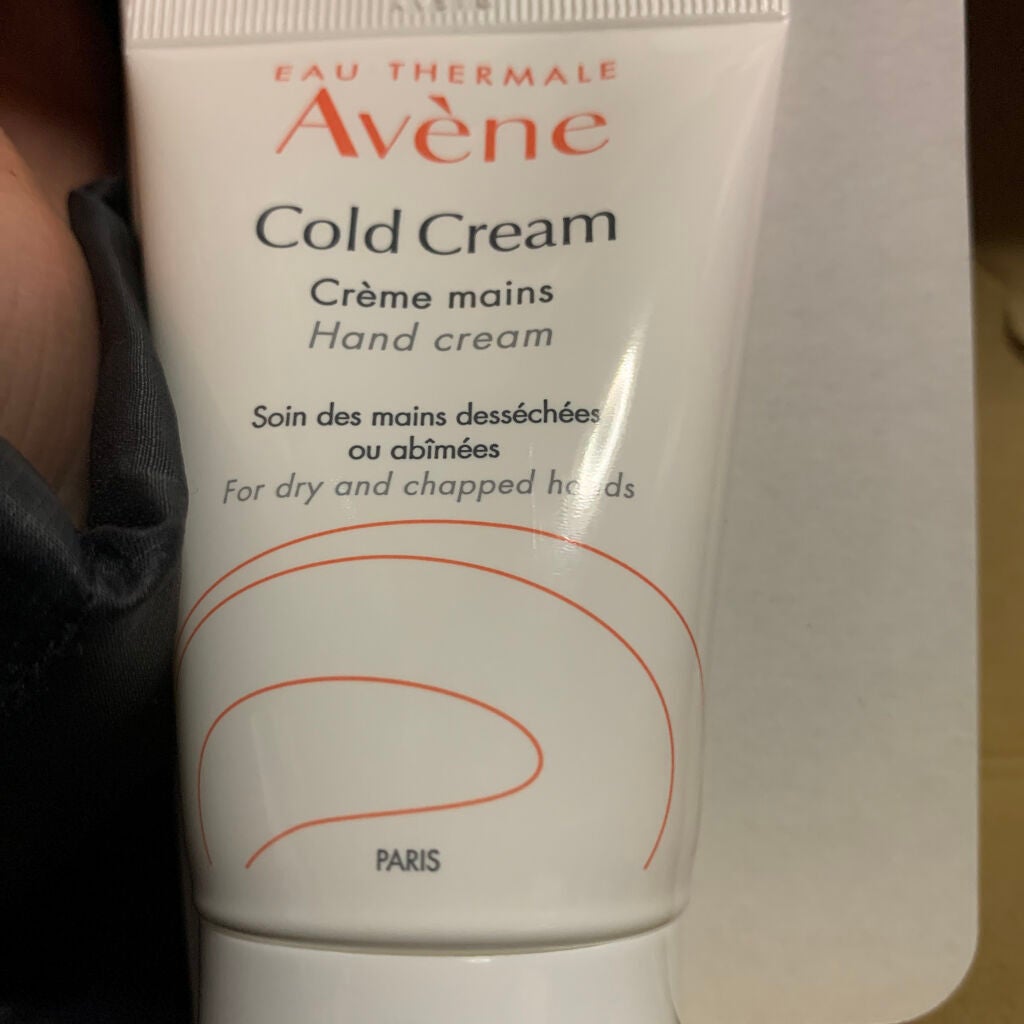 EAU THERMALE
Avène
Cold Cream
Crème mains
Hand cream
Soin des mains desséchées
ou abîmées
For dry and chapped hands
PARIS